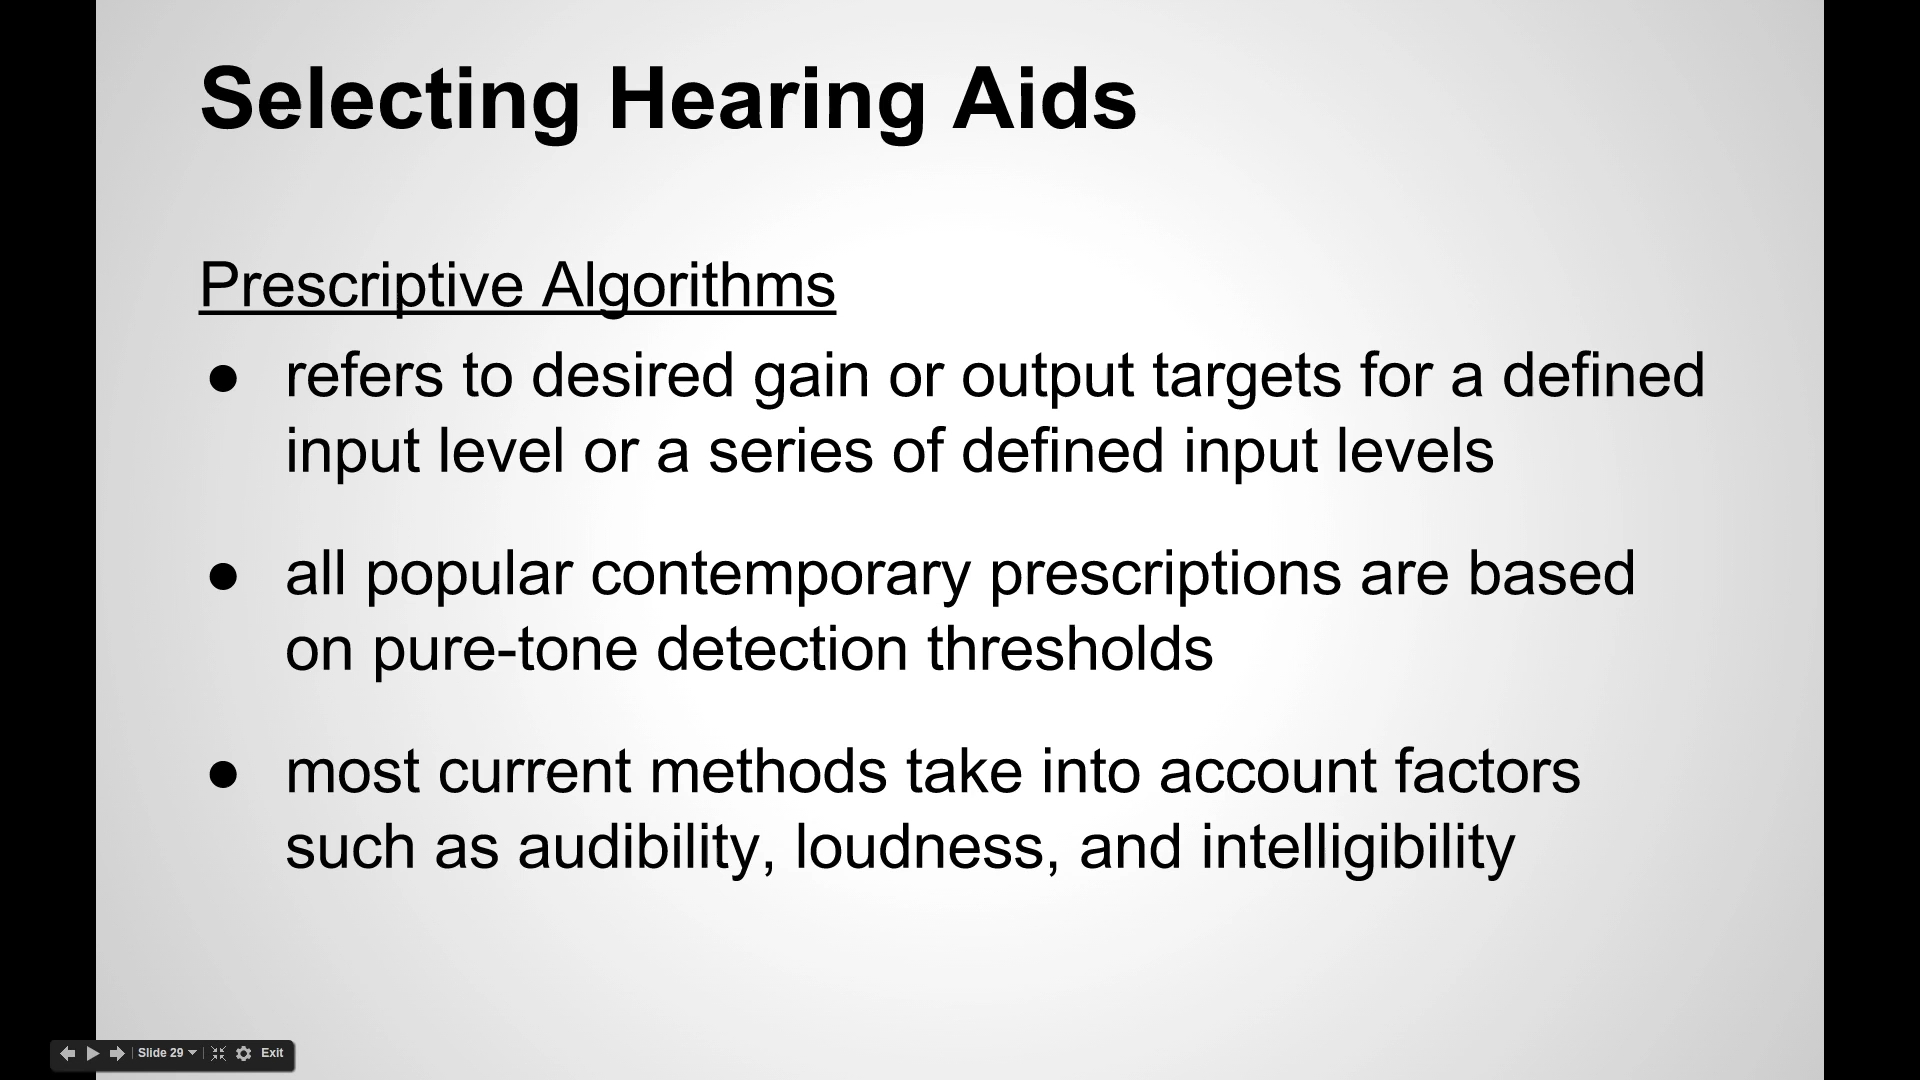 Selecting Hearing Aids
Prescriptive Algorithms
● refers to desired gain or output targets for a defined
input level or a series of defined input levels
● all popular contemporary prescriptions are based
on pure-tone detection thresholds
● most current methods take into account factors
such as audibility, loudness, and intelligibility
Slide 29 Exit